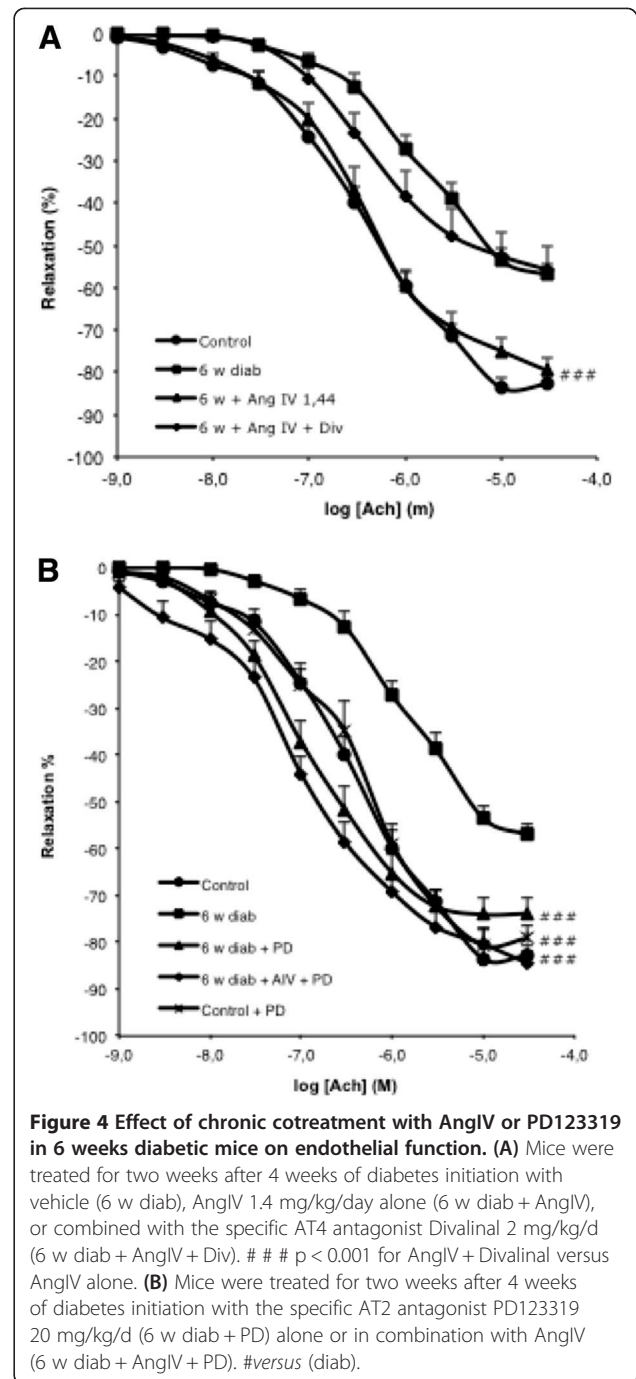 A
0
-10
-20
-30
-40
-50
-60
-70
-80
-90
-100
Relaxation (%)
Control
6 w diab
6 w + Ang IV 1,44
6 w + Ang IV + Div
###
-9,0 -8,0 -7,0 -6,0 -5,0 -4,0
log [Ach] (m)
B
0
-10
-20
-30
-40
-50
-60
-70
-80
-90
-100
Relaxation %
Control
6 w diab
6 w diab + PD
6 w diab + AIV + PD
Control + PD
###
###
###
-9,0 -8,0 -7,0 -6,0 -5,0 -4,0
log [Ach] (M)
Figure 4 Effect of chronic cotreatment with AngIV or PD123319
in 6 weeks diabetic mice on endothelial function. (A) Mice were
treated for two weeks after 4 weeks of diabetes initiation with
vehicle (6 w diab), AngIV 1.4 mg/kg/day alone (6 w diab + AngIV),
or combined with the specific AT4 antagonist Divalinal 2 mg/kg/d
(6 w diab + AngIV + Div). # # # p < 0.001 for AngIV + Divalinal versus
AngIV alone. (B) Mice were treated for two weeks after 4 weeks
of diabetes initiation with the specific AT2 antagonist PD123319
20 mg/kg/d (6 w diab + PD) alone or in combination with AngIV
(6 w diab + AngIV + PD). #versus (diab).